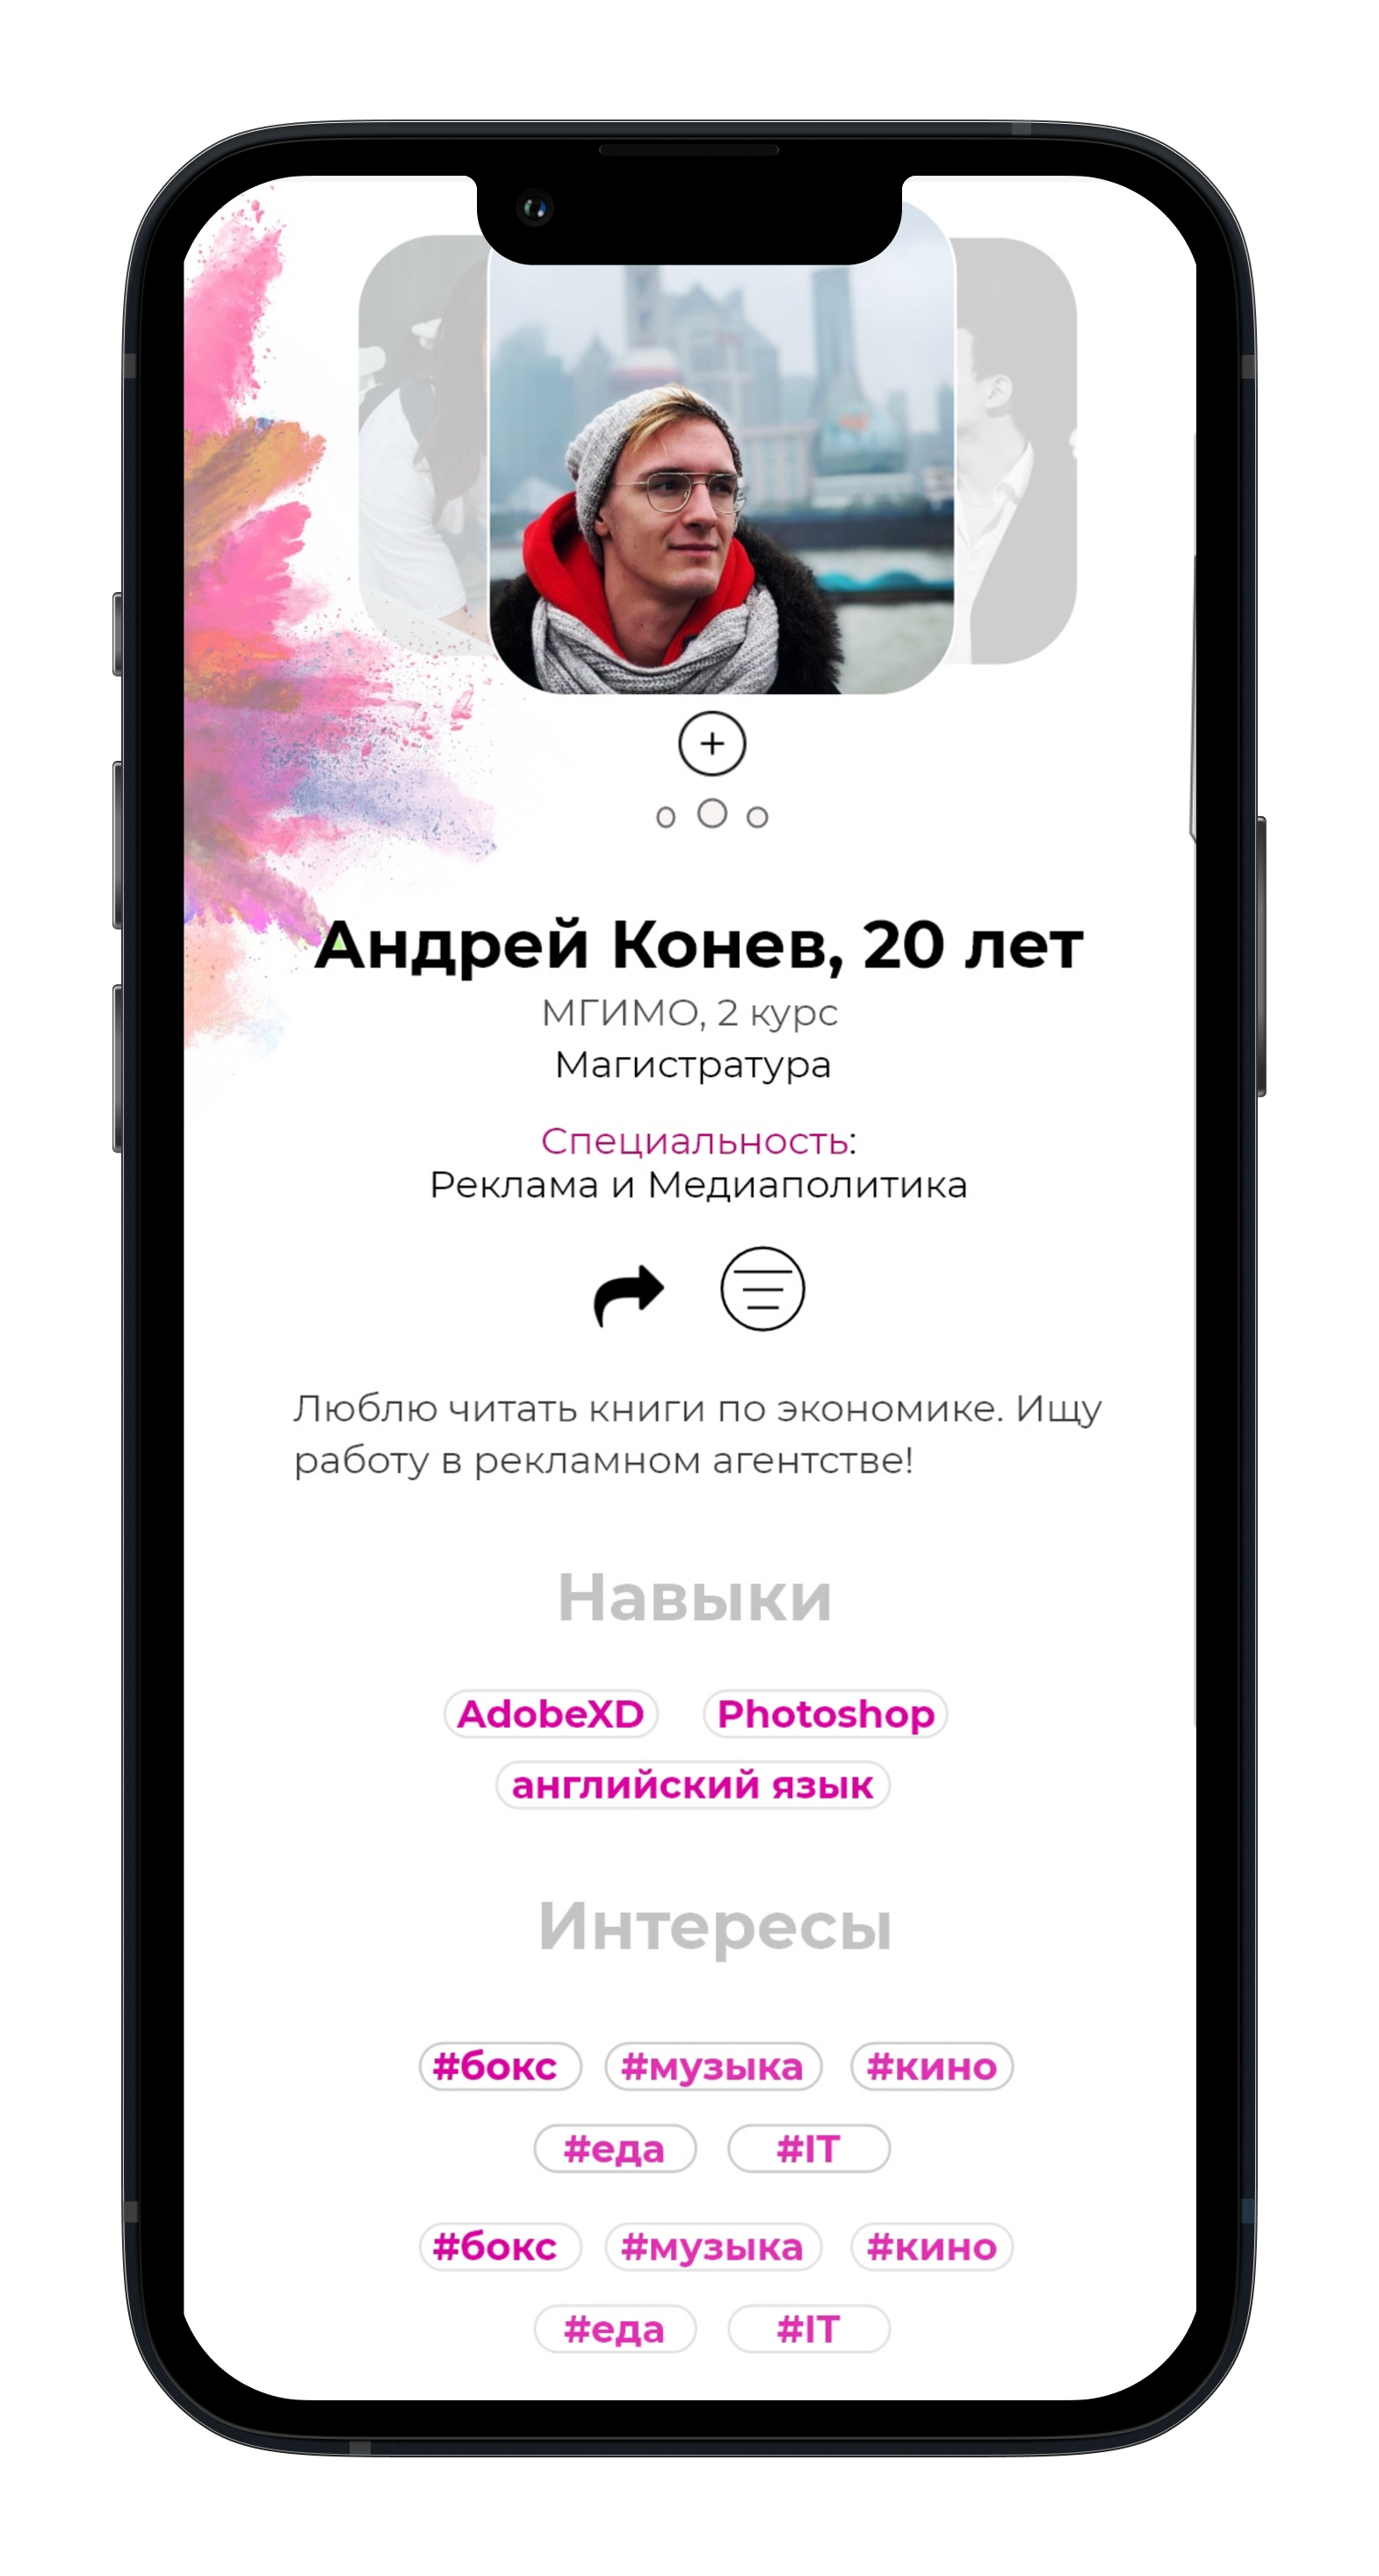 Андрей Конев, 20 лет
МГИМО, 2 курс
Магистратура
Специальность:
Реклама и Медиаполитика
Люблю читать книги по экономике. Ищу
работу в рекламном агентстве!
Навыки
AdobeXD Photoshop
английский язык
Интересы
#бокс #музыка #кино
#еда #IT
#бокс #музыка #кино
#еда #IT